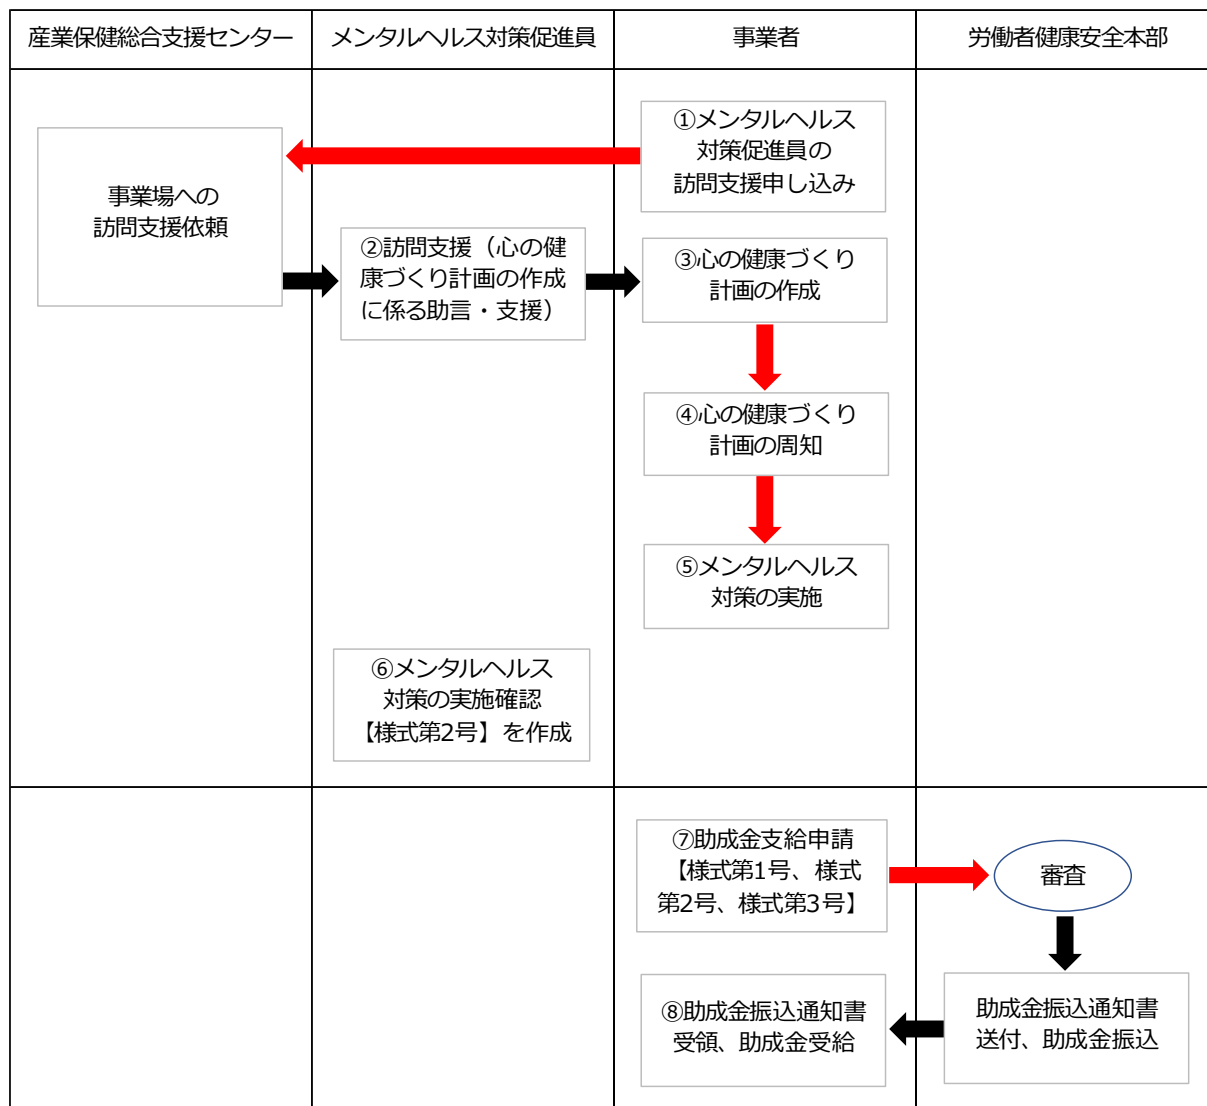 産業保健総合支援センター
メンタルヘルス対策促進員
事業者
労働者健康安全本部
①メンタルヘルス
対策促進員の
訪問支援申し込み
事業場への
訪問支援依頼
②訪問支援（心の健
康づくり計画の作成
に係る助言・支援）
③心の健康づくり
計画の作成
④心の健康づくり
計画の周知
⑤メンタルヘルス
対策の実施
⑥メンタルヘルス
対策の実施確認
【様式第2号】を作成
⑦助成金支給申請
【様式第1号、様式
第2号、様式第3号】
審査
助成金振込通知書
送付、助成金振込
⑧助成金振込通知書
受領、助成金受給